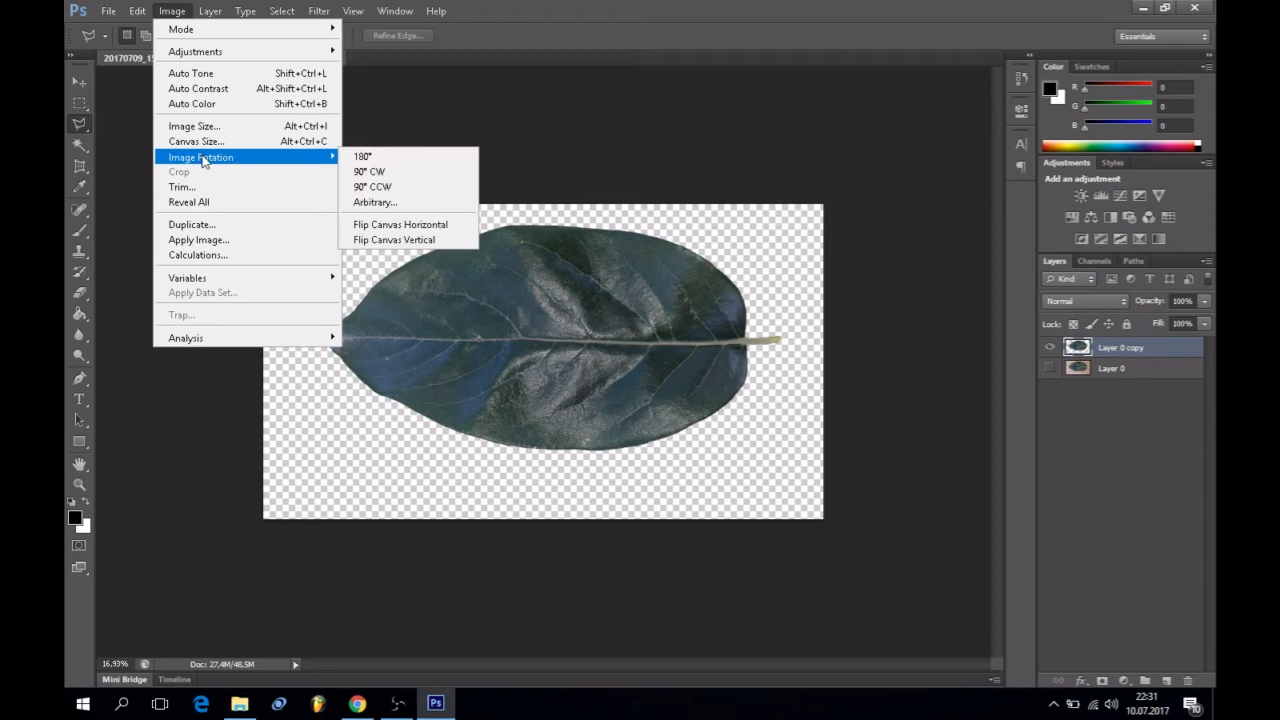 Ps File Edit Image Layer Type Select Filter View Window Help
Refine Edge...
Essentials
20170709_1
Mode
Adjustments
Auto Tone Shift+Ctrl+L
Auto Contrast Alt+Shift+Ctrl+L
Auto Color Shift+Ctrl+B
Image Size... Alt+Ctrl+I
Canvas Size... Alt+Ctrl+C
Image Rotation
Crop
Trim...
Reveal All
Duplicate...
Apply Image...
Calculations...
Variables
Apply Data Set...
Trap...
Analysis
180°
90° CW
90° CCW
Arbitrary...
Flip Canvas Horizontal
Flip Canvas Vertical
Color Swatches
R 0
G 0
B 0
Adjustments Styles
Add an adjustment
Layers Channels Paths
Kind
Normal Opacity: 100%
Lock: Fill: 100%
Layer 0 copy
Layer 0
16,93% Doc: 27,4M/48,5M
Mini Bridge Timeline
Ps
22:31
10.07.2017
10